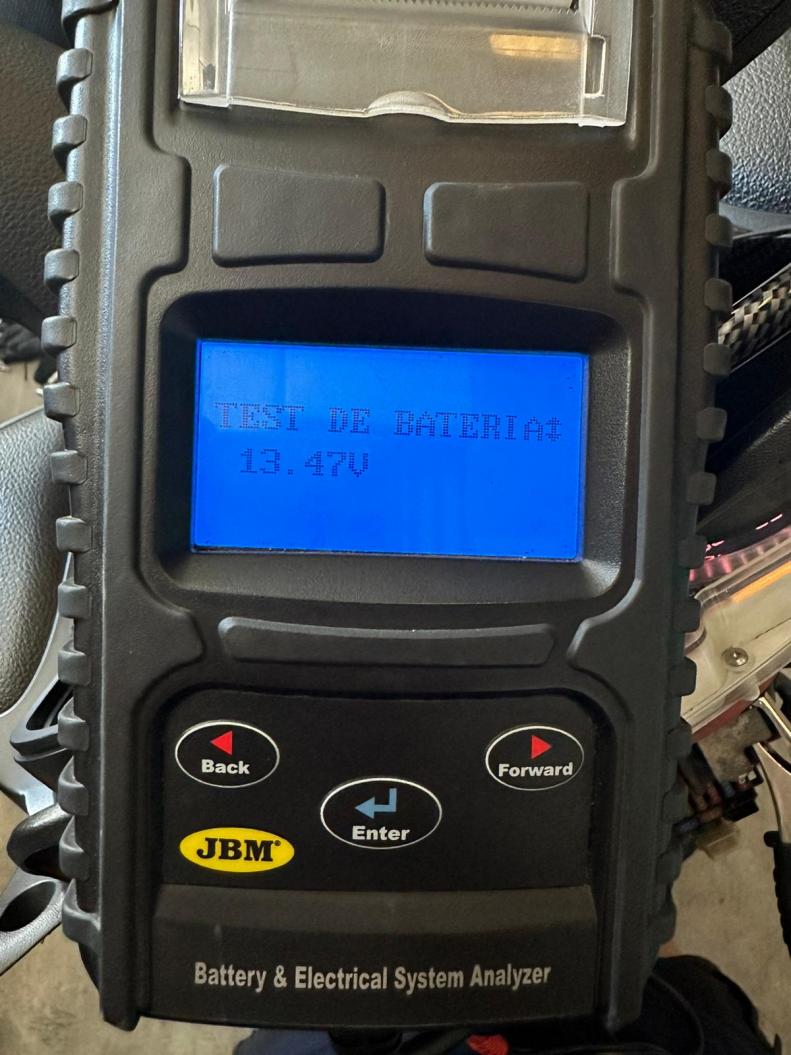 TEST DE BATERIA‡
13.47V
Back
Forward
Enter
JBM®
Battery & Electrical System Analyzer